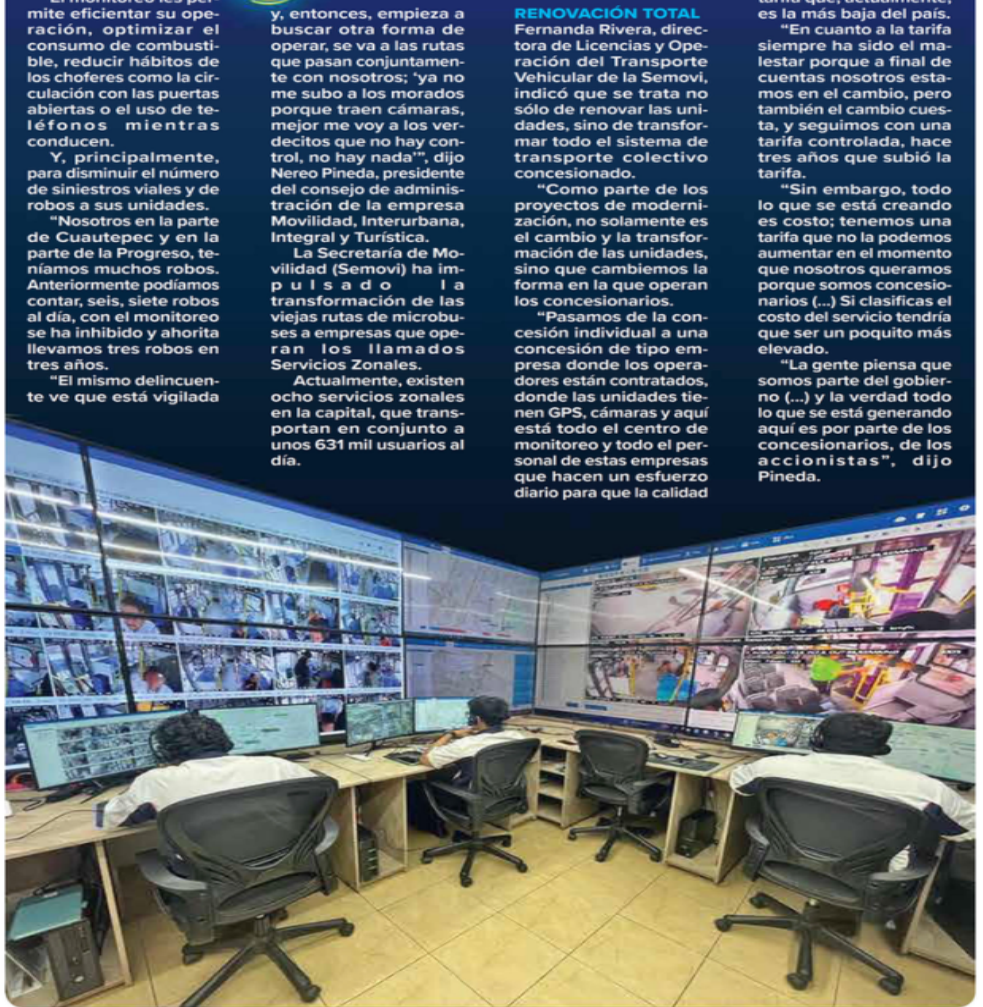 El monitoreo les per-
mite eficientar su ope-
ración, optimizar el
consumo de combusti-
ble, reducir hábitos de
los choferes como la cir-
culación con las puertas
abiertas o el uso de te-
léfonos mientras
conducen.
Y, principalmente,
para disminuir el número
de siniestros viales y de
robos a sus unidades.
“Nosotros en la parte
de Cuautepec y en la
parte de la Progreso, te-
níamos muchos robos.
Anteriormente podíamos
contar, seis, siete robos
al día, con el monitoreo
se ha inhibido y ahorita
llevamos tres robos en
tres años.
“El mismo delincuen-
te ve que está vigilada
y, entonces, empieza a
buscar otra forma de
operar, se va a las rutas
que pasan conjuntamen-
te con nosotros; ‘ya no
me subo a los morados
porque traen cámaras,
mejor me voy a los ver-
decitos que no hay con-
trol, no hay nada’”, dijo
Nereo Pineda, presidente
del consejo de adminis-
tración de la empresa
Movilidad, Interurbana,
Integral y Turística.
La Secretaría de Mo-
vilidad (Semovi) ha im-
pulsado la
transformación de las
viejas rutas de microbu-
ses a empresas que ope-
ran los llamados
Servicios Zonales.
Actualmente, existen
ocho servicios zonales
en la capital, que trans-
portan en conjunto a
unos 631 mil usuarios al
día.
RENOVACIÓN TOTAL
Fernanda Rivera, direc-
tora de Licencias y Ope-
ración del Transporte
Vehicular de la Semovi,
indicó que se trata no
sólo de renovar las uni-
dades, sino de transfor-
mar todo el sistema de
transporte colectivo
concesionado.
“Como parte de los
proyectos de moderni-
zación, no solamente es
el cambio y la transfor-
mación de las unidades,
sino que cambiemos la
forma en la que operan
los concesionarios.
“Pasamos de la con-
cesión individual a una
concesión de tipo em-
presa donde los opera-
dores están contratados,
donde las unidades tie-
nen GPS, cámaras y aquí
está todo el centro de
monitoreo y todo el per-
sonal de estas empresas
que hacen un esfuerzo
diario para que la calidad
tarifa que, actualmente,
es la más baja del país.
“En cuanto a la tarifa
siempre ha sido el ma-
lestar porque a final de
cuentas nosotros esta-
mos en el cambio, pero
también el cambio cues-
ta, y seguimos con una
tarifa controlada, hace
tres años que subió la
tarifa.
“Sin embargo, todo
lo que se está creando
es costo; tenemos una
tarifa que no la podemos
aumentar en el momento
que nosotros queramos
porque somos concesio-
narios (...) Si clasificas el
costo del servicio tendría
que ser un poquito más
elevado.
“La gente piensa que
somos parte del gobier-
no (...) y la verdad todo
lo que se está generando
aquí es por parte de los
concesionarios, de los
accionistas”, dijo
Pineda.